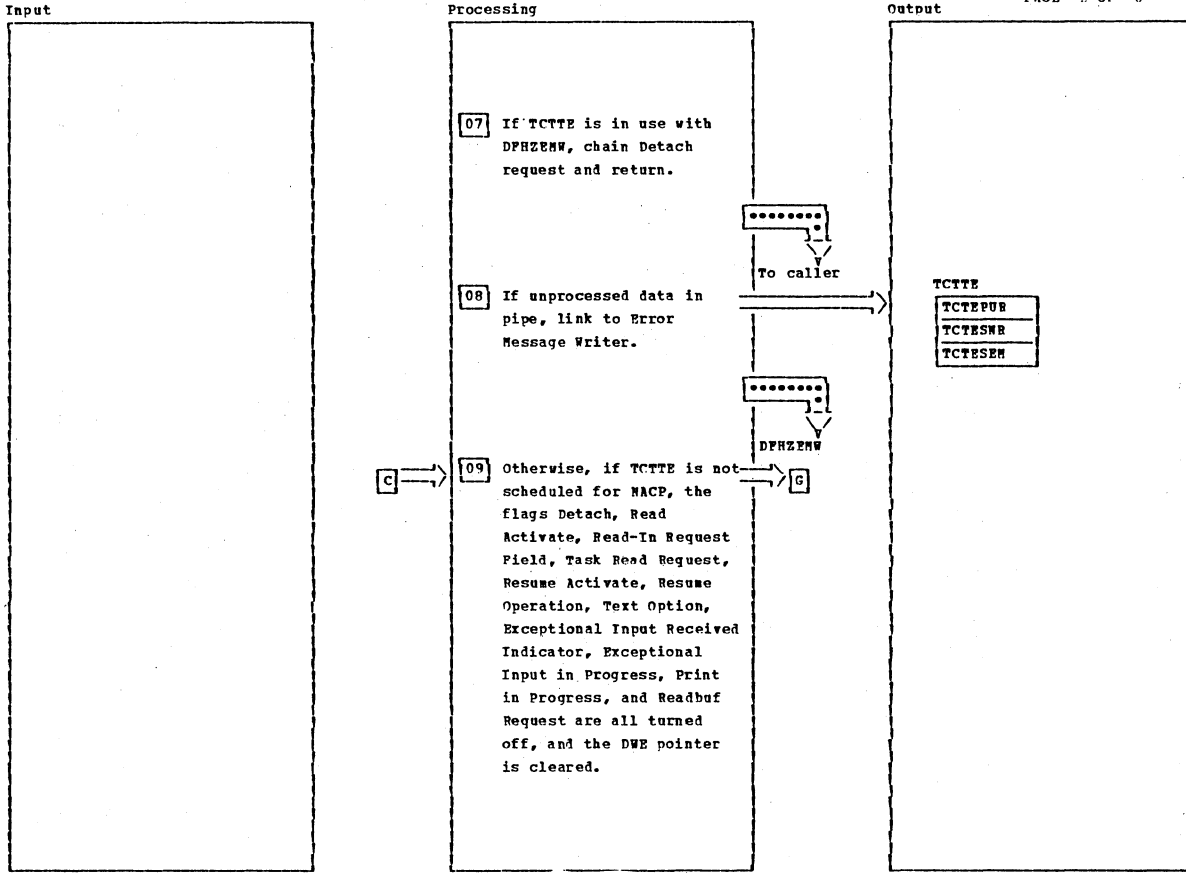 Input
Processing
Output
07 If TCTTE is in use with
DFHZEMW, chain Detach
request and return.
To caller
08 If unprocessed data in
pipe, link to Error
Message Writer.
TCTTE
TCTEPUR
TCTESWR
TCTESEM
DFHZEMW
C
09 Otherwise, if TCTTE is not
G
scheduled for NACP, the
flags Detach, Read
Activate, Read-In Request
Field, Task Read Request,
Resume Activate, Resume
Operation, Text Option,
Exceptional Input Received
Indicator, Exceptional
Input in Progress, Print
in Progress, and Readbuf
Request are all turned
off, and the DWE pointer
is cleared.